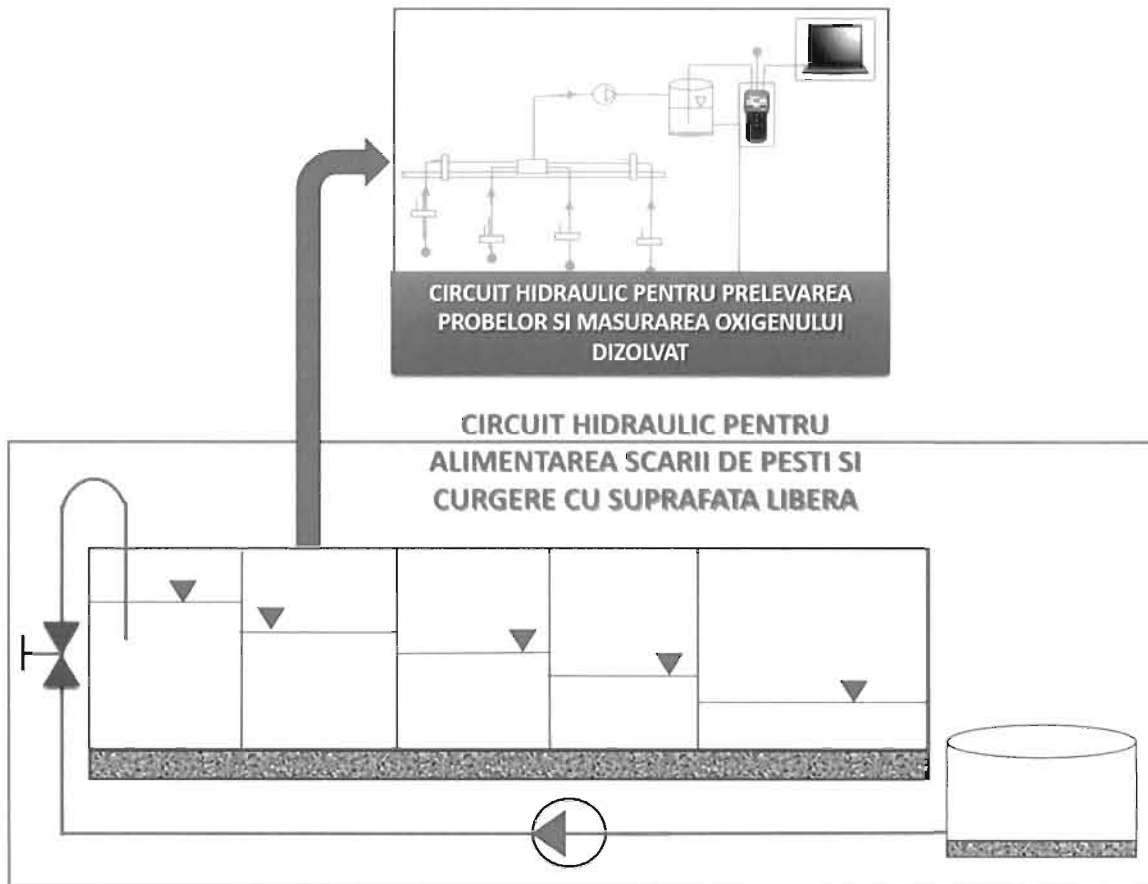 CIRCUIT HIDRAULIC PENTRU PRELEVAREA
PROBELOR SI MASURAREA OXIGENULUI
DIZOLVAT
CIRCUIT HIDRAULIC PENTRU
ALIMENTAREA SCARII DE PESTI SI
CURGERE CU SUPRAFATA LIBERA